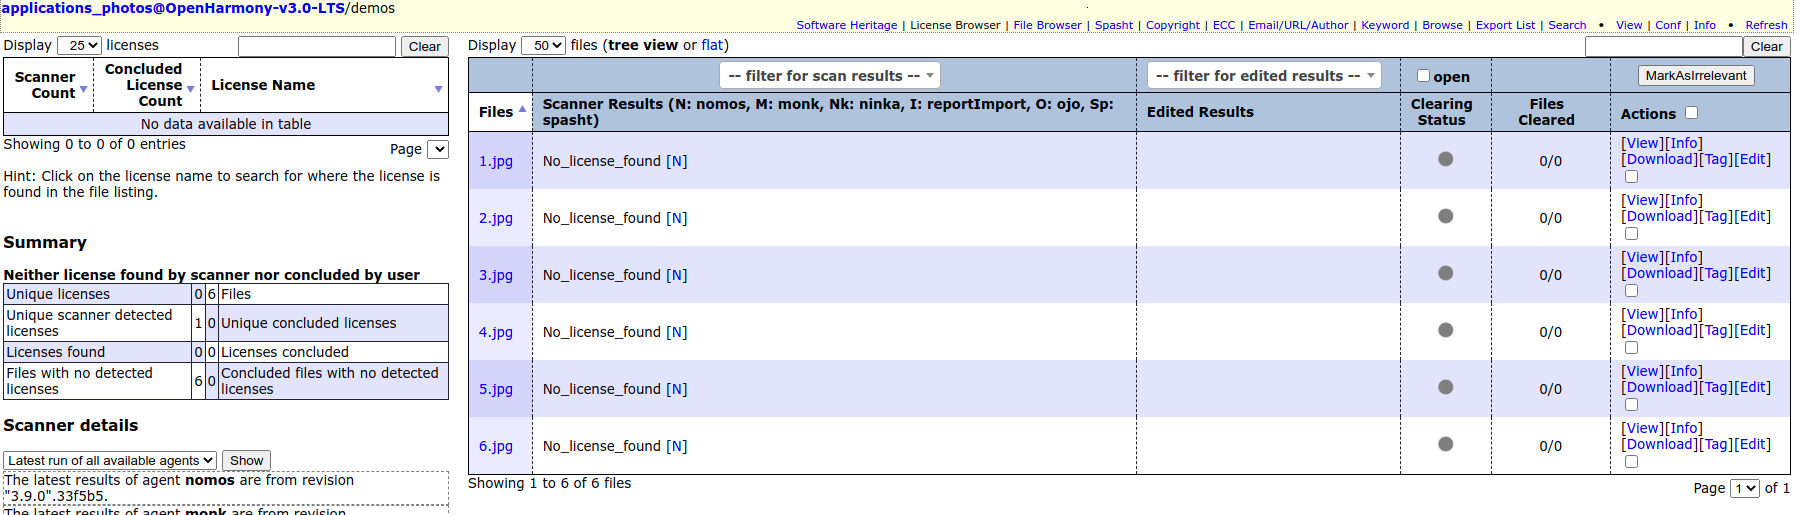 applications_photos@OpenHarmony-v3.0-LTS/demos
Software Heritage | License Browser | File Browser | Spasht | Copyright | ECC | Email/URL/Author | Keyword | Browse | Export List | Search • View | Conf | Info • Refresh
Display 25 licenses Clear
Scanner Count Concluded License Count License Name
No data available in table
Showing 0 to 0 of 0 entries
Page
Hint: Click on the license name to search for where the license is
found in the file listing.
Summary
Neither license found by scanner nor concluded by user
Unique licenses 0 6 Files
Unique scanner detected licenses 1 0 Unique concluded licenses
Licenses found 0 0 Licenses concluded
Files with no detected licenses 6 0 Concluded files with no detected licenses
Scanner details
Latest run of all available agents Show
The latest results of agent nomos are from revision
"3.9.0".33f5b5.
The latest results of agent monk are from revision
Display 50 files (tree view or flat) Clear
-- filter for scan results -- -- filter for edited results -- open MarkAsIrrelevant
Files Scanner Results (N: nomos, M: monk, Nk: ninka, I: reportImport, O: ojo, Sp: spasht) Edited Results Clearing Status Files Cleared Actions
1.jpg No_license_found [N] 0/0 [View][Info]
[Download][Tag][Edit]
2.jpg No_license_found [N] 0/0 [View][Info]
[Download][Tag][Edit]
3.jpg No_license_found [N] 0/0 [View][Info]
[Download][Tag][Edit]
4.jpg No_license_found [N] 0/0 [View][Info]
[Download][Tag][Edit]
5.jpg No_license_found [N] 0/0 [View][Info]
[Download][Tag][Edit]
6.jpg No_license_found [N] 0/0 [View][Info]
[Download][Tag][Edit]
Showing 1 to 6 of 6 files
Page 1 of 1